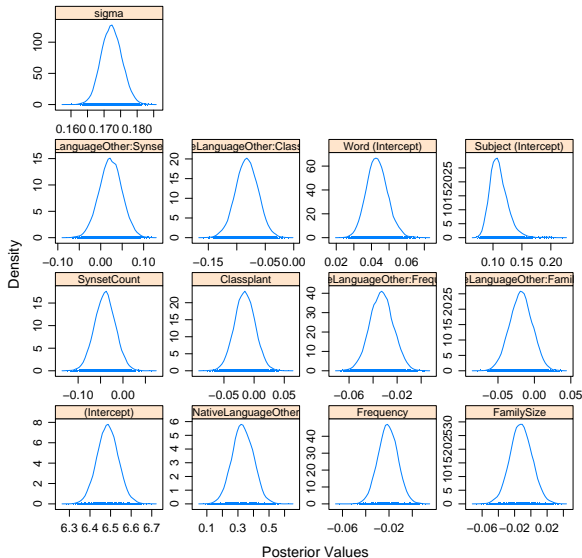 sigma
100
50
0
0.160 0.170 0.180
LanguageOther:Synse
eLanguageOther:Clas
Word (Intercept)
Subject (Intercept)
15
10
5
0
−0.10 0.00 0.10
20
15
10
5
0
−0.15 −0.05 0.00
60
40
20
0
0.02 0.04 0.06
0 5 10152025
0.10 0.15 0.20
SynsetCount
Classplant
eLanguageOther:Freq
eLanguageOther:Famil
15
10
5
0
−0.10 0.00
20
15
10
5
0
−0.05 0.00 0.05
40
30
20
10
0
−0.06 −0.02
0 5 10152025
−0.05 0.00 0.05
(Intercept)
NativeLanguageOther
Frequency
FamilySize
8
6
4
2
0
6.3 6.4 6.5 6.6 6.7
6
5
4
3
2
1
0
0.1 0.3 0.5
40
30
20
10
0
−0.06 −0.02
0 5 1015202530
−0.06 −0.02 0.02
Density
Posterior Values